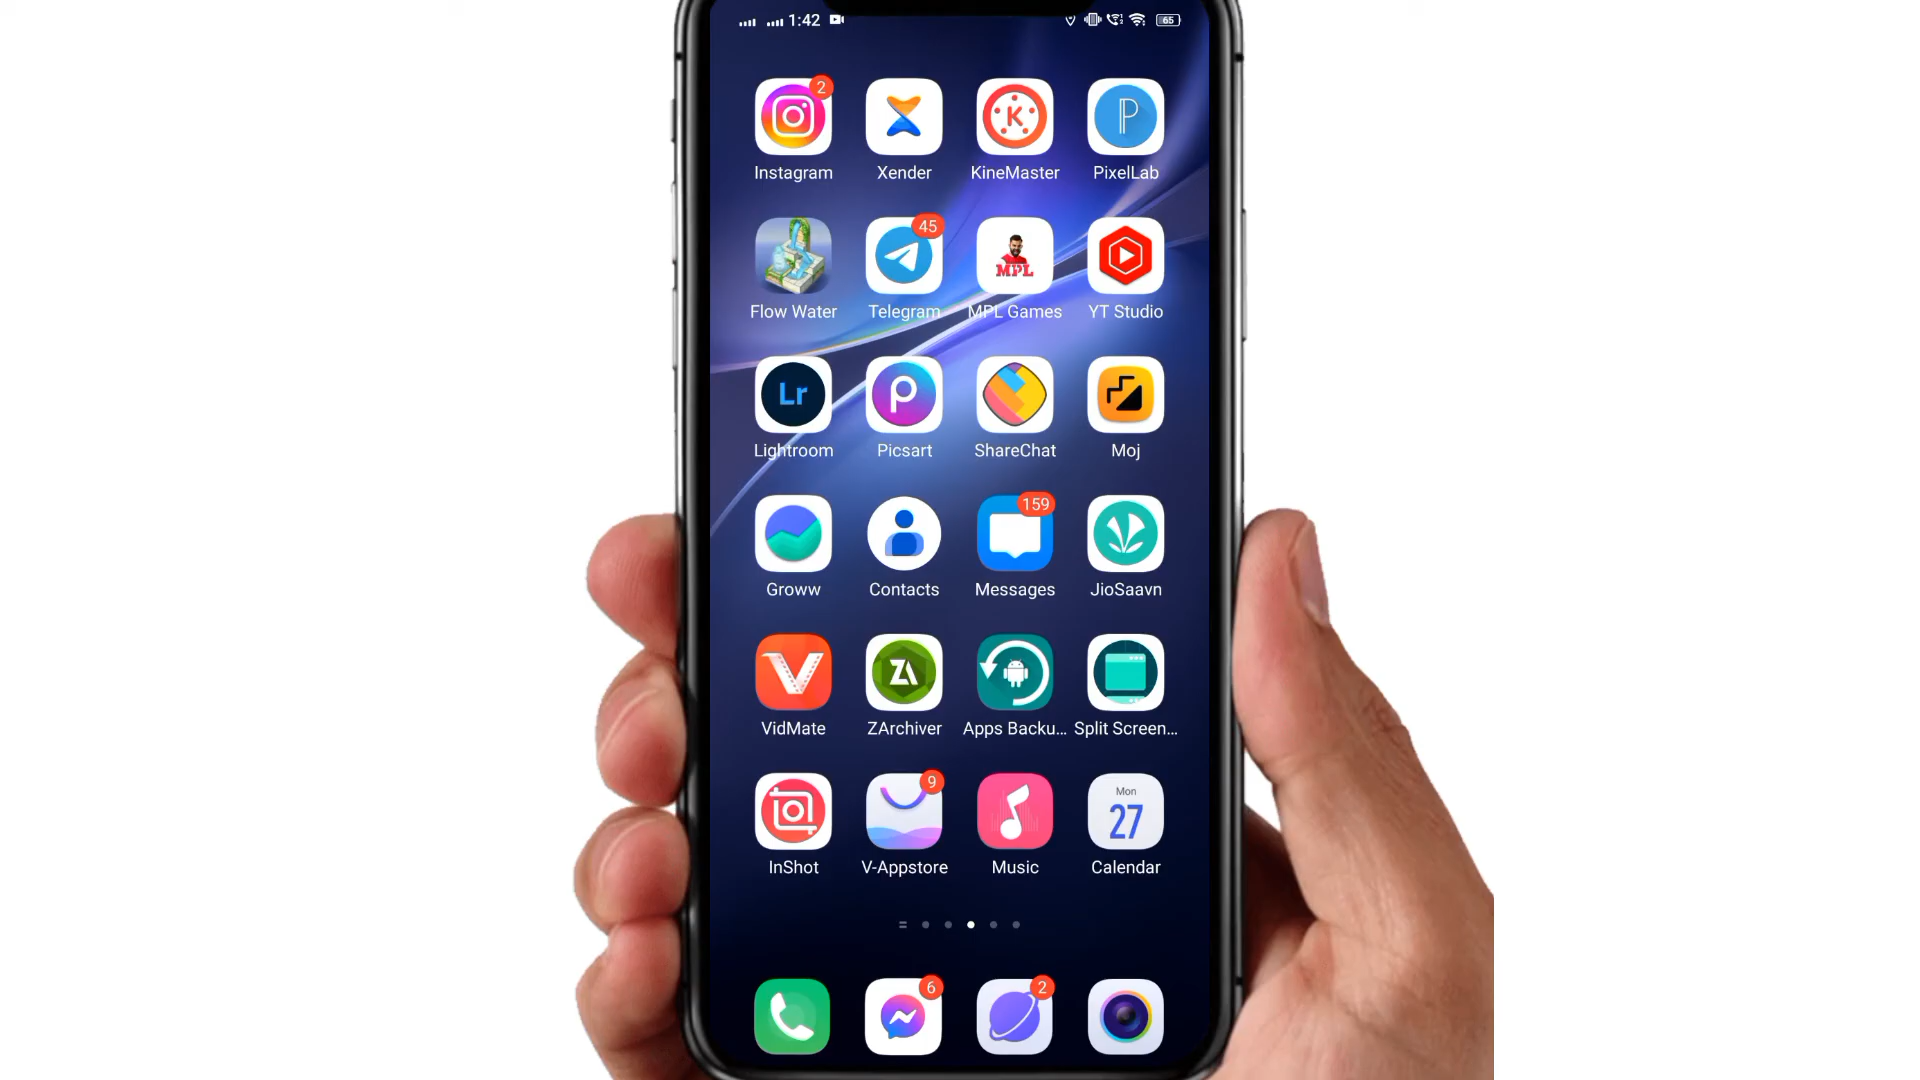 1:42 65
2
Instagram Xender KineMaster PixelLab
45
MPL
Flow Water Telegram MPL Games YT Studio
Lr
Lightroom Picsart ShareChat Moj
159
Groww Contacts Messages JioSaavn
VidMate ZArchiver Apps Backu... Split Screen...
9
Mon
27
InShot V-Appstore Music Calendar
6 2